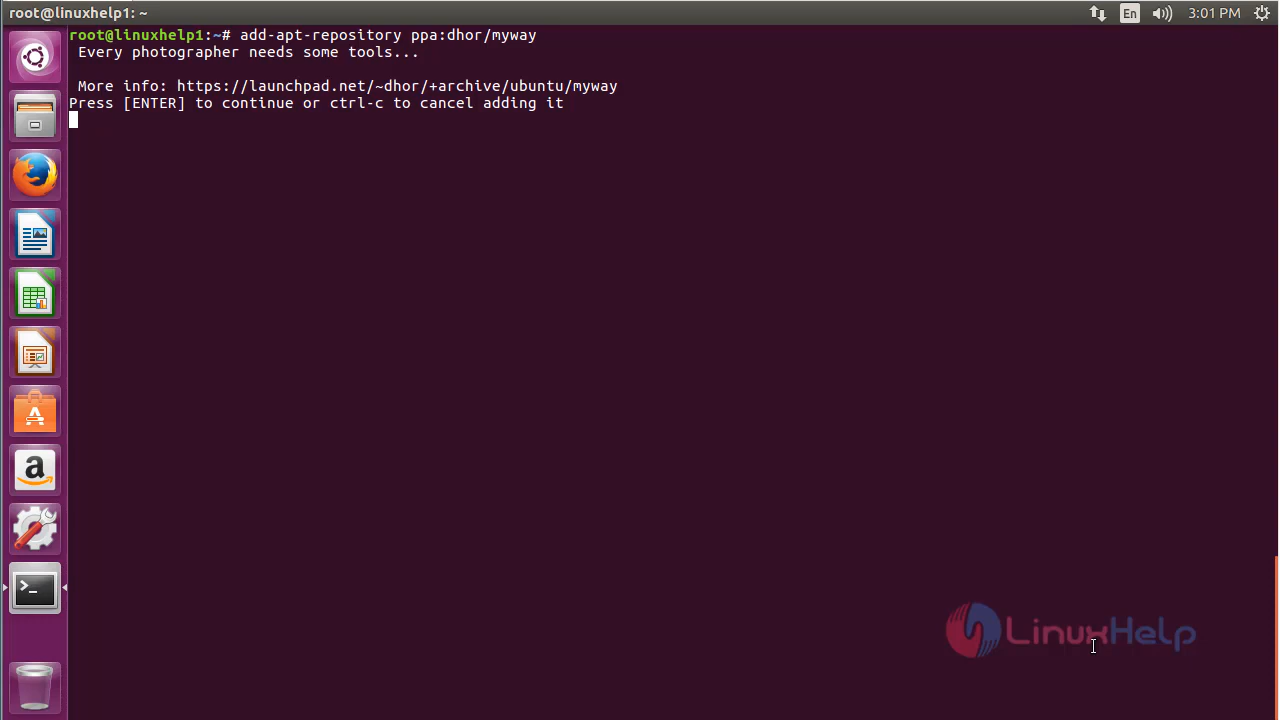 root@linuxhelp1: ~
En
3:01 PM
root@linuxhelp1:~# add-apt-repository ppa:dhor/myway
Every photographer needs some tools...
More info: https://launchpad.net/~dhor/+archive/ubuntu/myway
Press [ENTER] to continue or ctrl-c to cancel adding it
LinuxHelp